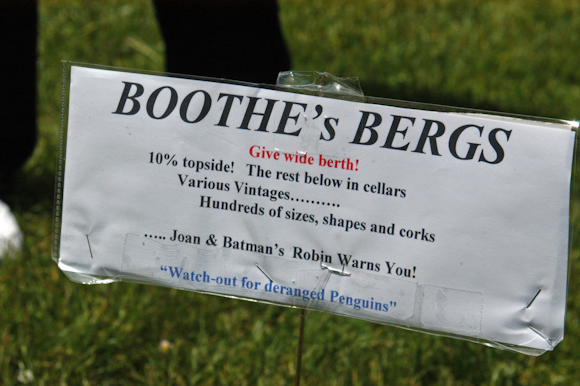 BOOTHE's BERGS
Give wide berth!
10% topside! The rest below in cellars
Various Vintages……….
Hundreds of sizes, shapes and corks
….. Joan & Batman's Robin Warns You!
“Watch-out for deranged Penguins”